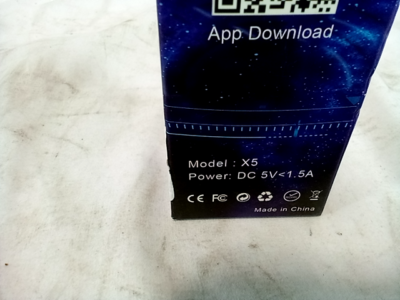 App Download
Model : X5
Power: DC 5V<1.5A
CE FC
Made in China